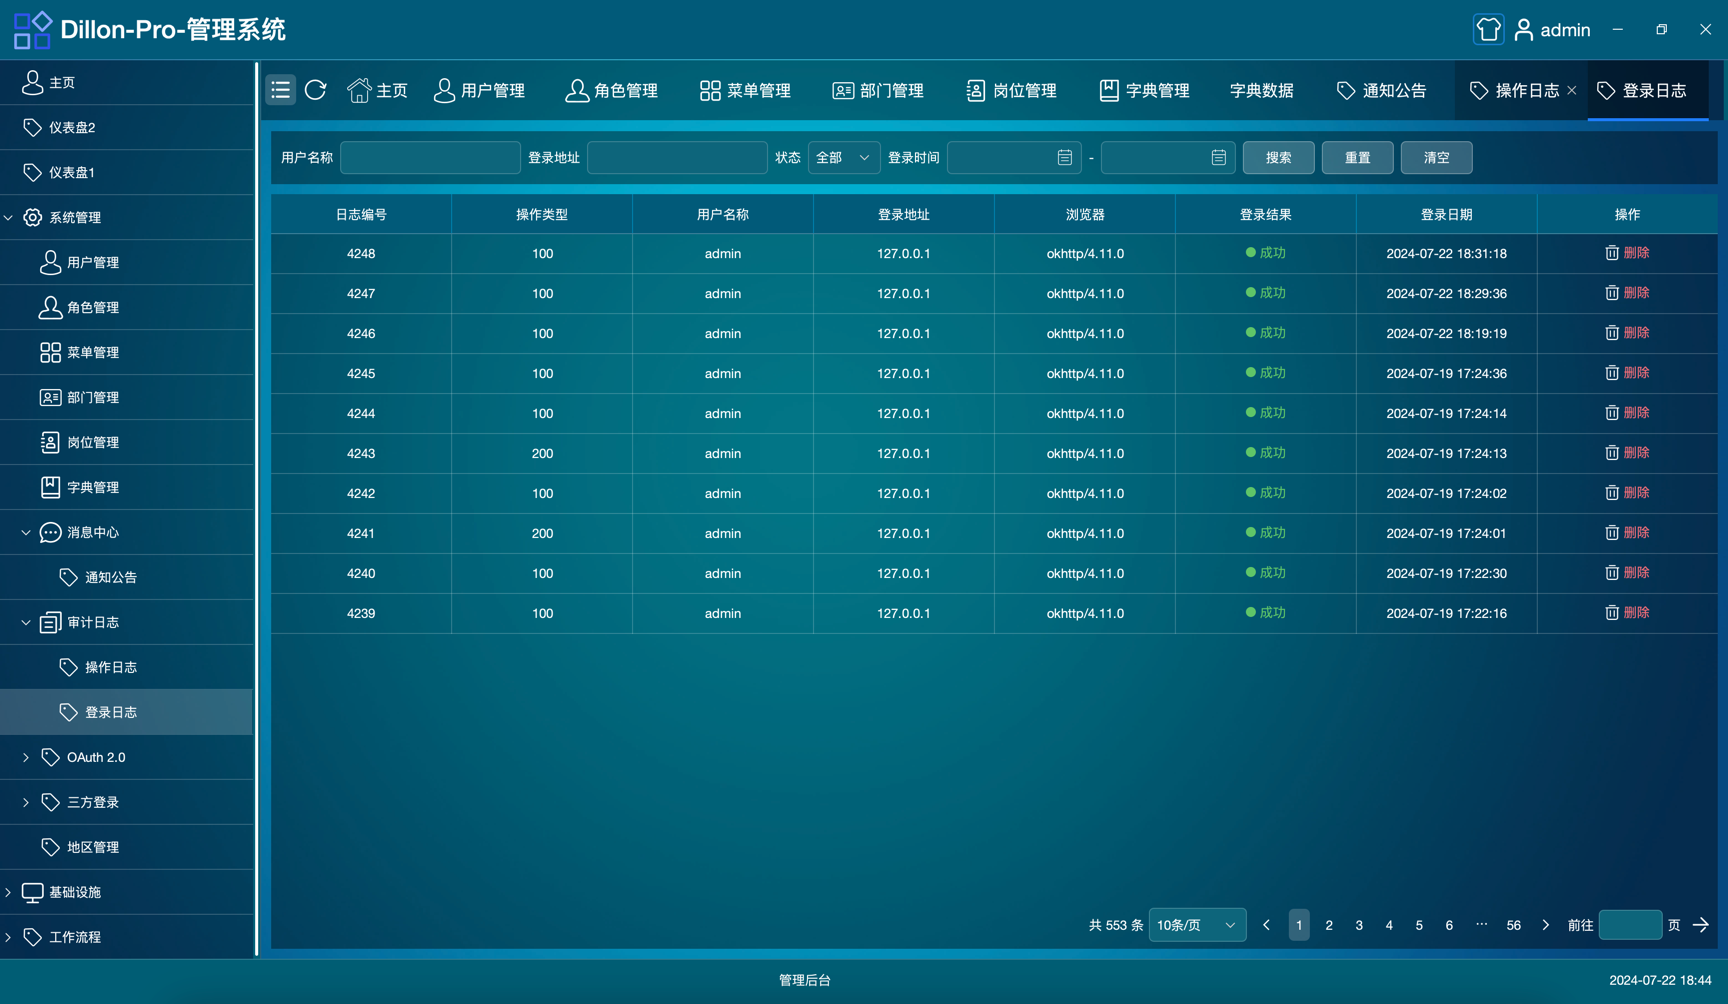 Dillon-Pro-管理系统
admin
主页
仪表盘2
仪表盘1
系统管理
用户管理
角色管理
菜单管理
部门管理
岗位管理
字典管理
消息中心
通知公告
审计日志
操作日志
登录日志
OAuth 2.0
三方登录
地区管理
基础设施
工作流程
主页 用户管理 角色管理 菜单管理 部门管理 岗位管理 字典管理 字典数据 通知公告 操作日志 登录日志
用户名称 登录地址 状态 全部 登录时间 - 搜索 重置 清空
日志编号 操作类型 用户名称 登录地址 浏览器 登录结果 登录日期 操作
4248 100 admin 127.0.0.1 okhttp/4.11.0 成功 2024-07-22 18:31:18 删除
4247 100 admin 127.0.0.1 okhttp/4.11.0 成功 2024-07-22 18:29:36 删除
4246 100 admin 127.0.0.1 okhttp/4.11.0 成功 2024-07-22 18:19:19 删除
4245 100 admin 127.0.0.1 okhttp/4.11.0 成功 2024-07-19 17:24:36 删除
4244 100 admin 127.0.0.1 okhttp/4.11.0 成功 2024-07-19 17:24:14 删除
4243 200 admin 127.0.0.1 okhttp/4.11.0 成功 2024-07-19 17:24:13 删除
4242 100 admin 127.0.0.1 okhttp/4.11.0 成功 2024-07-19 17:24:02 删除
4241 200 admin 127.0.0.1 okhttp/4.11.0 成功 2024-07-19 17:24:01 删除
4240 100 admin 127.0.0.1 okhttp/4.11.0 成功 2024-07-19 17:22:30 删除
4239 100 admin 127.0.0.1 okhttp/4.11.0 成功 2024-07-19 17:22:16 删除
共 553 条 10条/页 1 2 3 4 5 6 ··· 56 前往 页
管理后台
2024-07-22 18:44